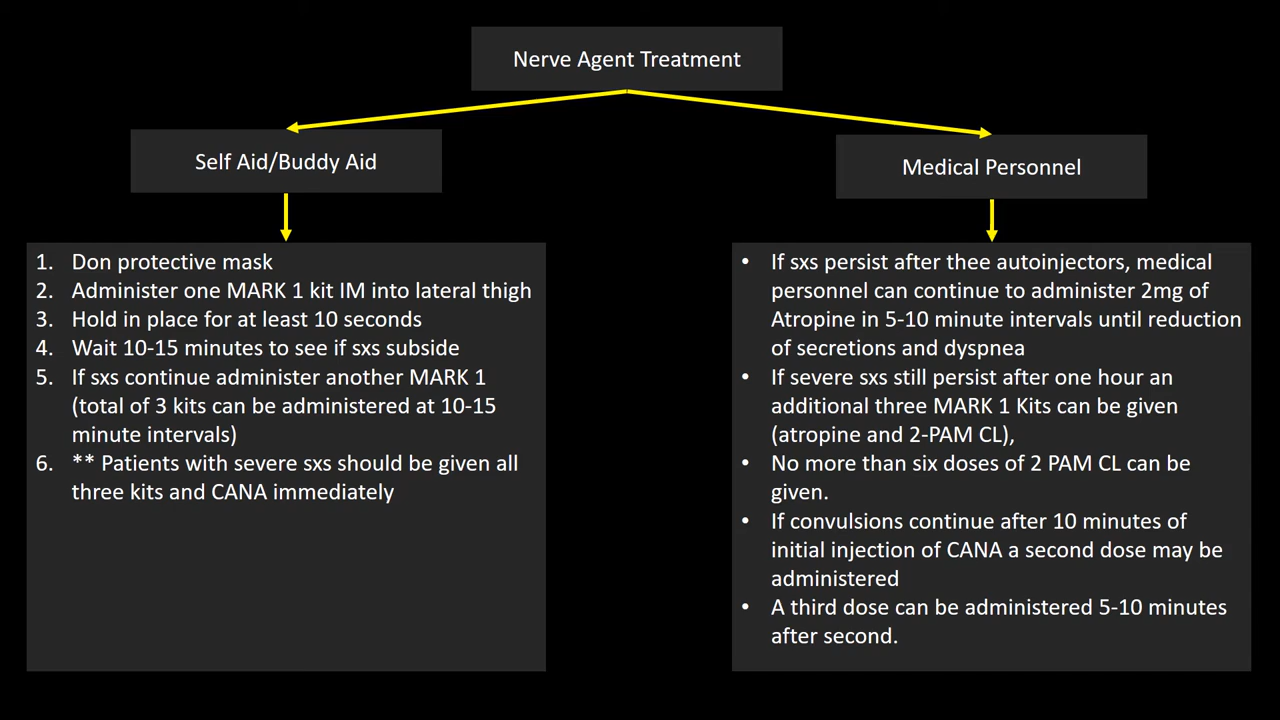 Nerve Agent Treatment
Self Aid/Buddy Aid
1. Don protective mask
2. Administer one MARK 1 kit IM into lateral thigh
3. Hold in place for at least 10 seconds
4. Wait 10-15 minutes to see if sxs subside
5. If sxs continue administer another MARK 1
(total of 3 kits can be administered at 10-15
minute intervals)
6. ** Patients with severe sxs should be given all
three kits and CANA immediately
Medical Personnel
• If sxs persist after thee autoinjectors, medical
personnel can continue to administer 2mg of
Atropine in 5-10 minute intervals until reduction
of secretions and dyspnea
• If severe sxs still persist after one hour an
additional three MARK 1 Kits can be given
(atropine and 2-PAM CL),
• No more than six doses of 2 PAM CL can be
given.
• If convulsions continue after 10 minutes of
initial injection of CANA a second dose may be
administered
• A third dose can be administered 5-10 minutes
after second.